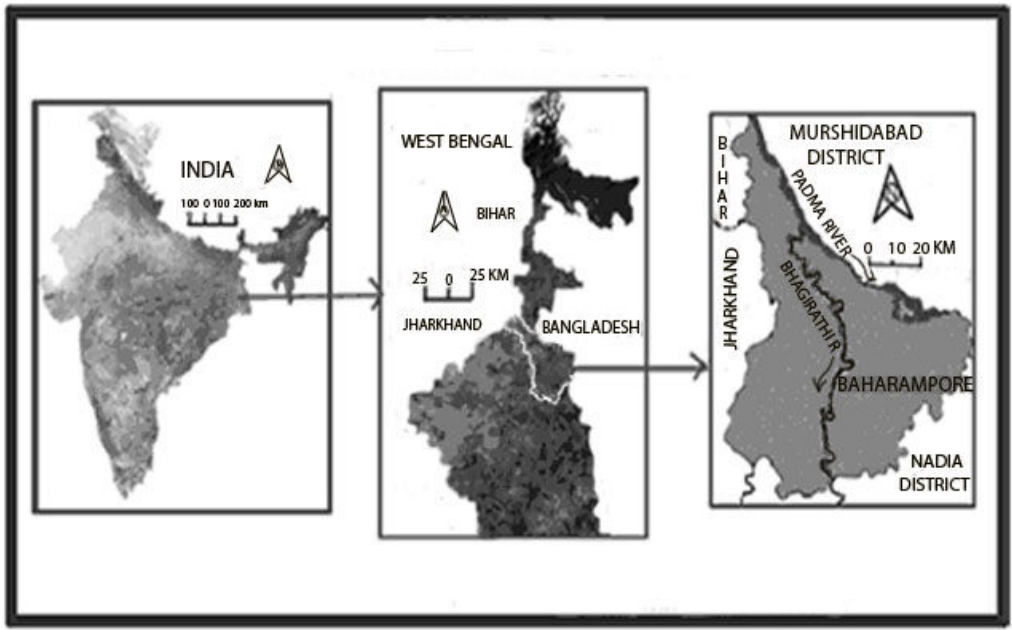 INDIA
100 0 100 200 km
WEST BENGAL
BIHAR
25 0 25 KM
JHARKHAND
BANGLADESH
MURSHIDABAD
DISTRICT
BIHAR
PADMA RIVER
0 10 20 KM
JHARKHAND
BHAGIRATHI R
BAHARAMPORE
NADIA
DISTRICT